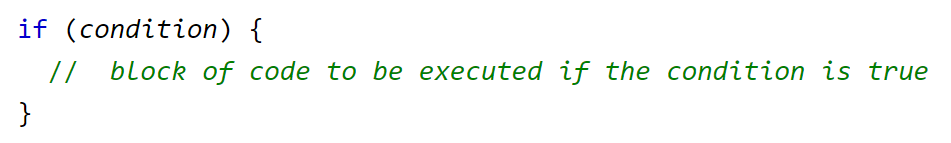 if (condition) {
//  block of code to be executed if the condition is true
}